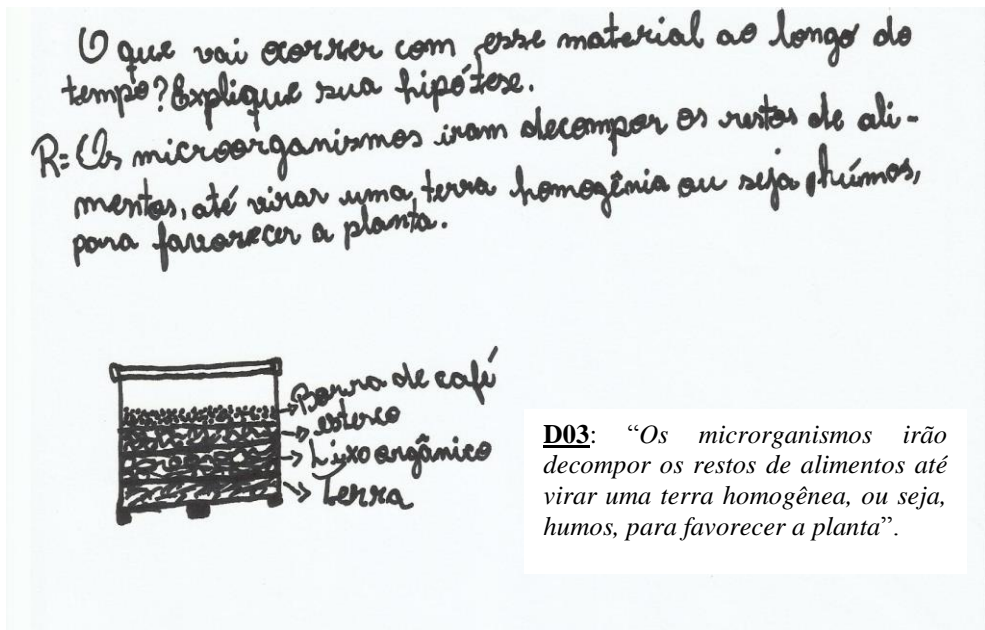 O que vai ocorrer com esse material ao longo do
tempo? Explique sua hipótese.
R= Os microorganismos iram decompor os restos de ali-
mentos, até virar uma terra homogênia ou seja, húmos,
para favorecer a planta.
Borra de café
esterco
Lixo orgânico
Terra
D03: “Os microrganismos irão
decompor os restos de alimentos até
virar uma terra homogênea, ou seja,
humos, para favorecer a planta”.